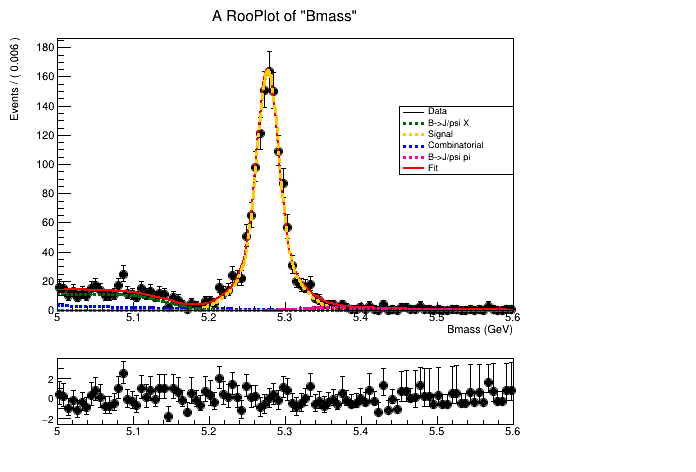 A RooPlot of "Bmass"
Events / ( 0.006 )
180
160
140
120
100
80
60
40
20
0
5 5.1 5.2 5.3 5.4 5.5 5.6
Bmass (GeV)
Data
B->J/psi X
Signal
Combinatorial
B->J/psi pi
Fit
2
0
−2
5 5.1 5.2 5.3 5.4 5.5 5.6